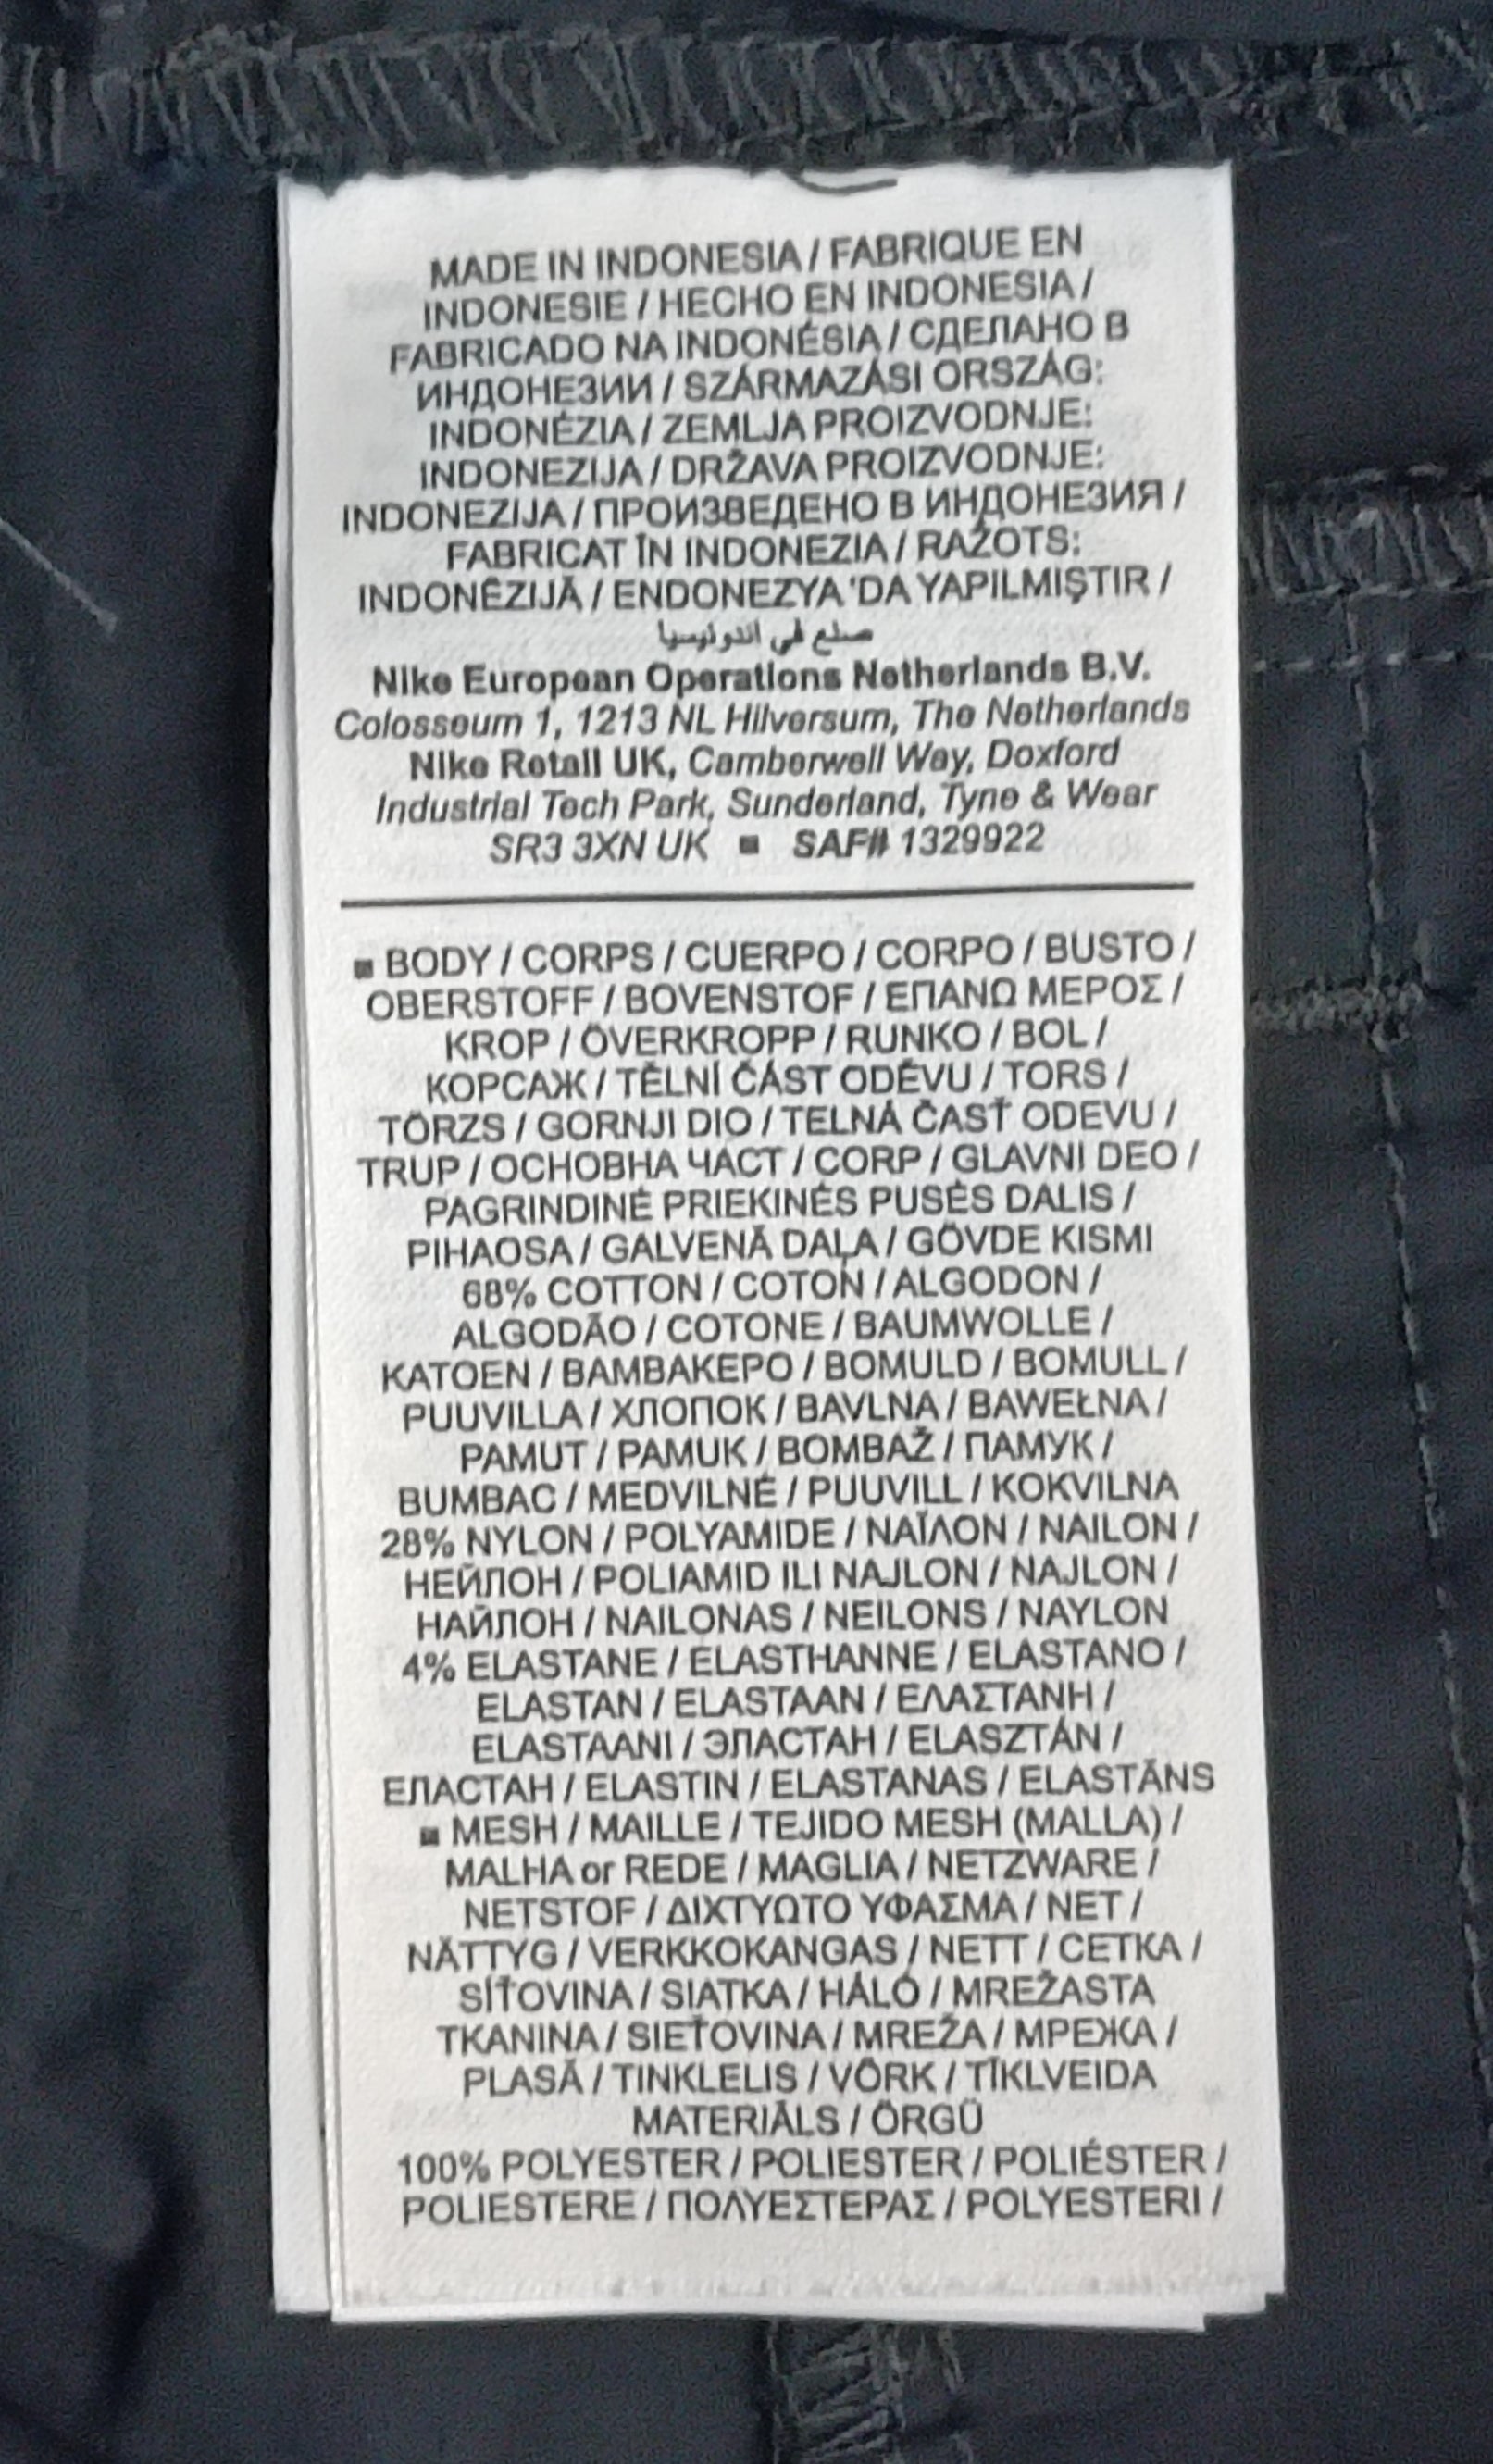 MADE IN INDONESIA / FABRIQUE EN
INDONESIE / HECHO EN INDONESIA /
FABRICADO NA INDONÉSIA / СДЕЛАНО В
ИНДОНЕЗИИ / SZÁRMAZÁSI ORSZÁG:
INDONÉZIA / ZEMLJA PROIZVODNJE:
INDONEZIJA / DRŽAVA PROIZVODNJE:
INDONEZIJA / ПРОИЗВЕДЕНО В ИНДОНЕЗИЯ /
FABRICAT ÎN INDONEZIA / RAŽOTS:
INDONĒZIJĀ / ENDONEZYA 'DA YAPILMIŞTIR /
صنع في اندونيسيا
Nike European Operations Netherlands B.V.
Colosseum 1, 1213 NL Hilversum, The Netherlands
Nike Retail UK, Camberwell Way, Doxford
Industrial Tech Park, Sunderland, Tyne & Wear
SR3 3XN UK ■ SAF# 1329922
■ BODY / CORPS / CUERPO / CORPO / BUSTO /
OBERSTOFF / BOVENSTOF / ΕΠΑΝΩ ΜΕΡΟΣ /
KROP / ÖVERKROPP / RUNKO / BOL /
КОРСАЖ / TĚLNÍ ČÁST ODĚVU / TORS /
TÖRZS / GORNJI DIO / TELNÁ ČASŤ ODEVU /
TRUP / ОСНОВНА ЧАСТ / CORP / GLAVNI DEO /
PAGRINDINĖ PRIEKINĖS PUSĖS DALIS /
PIHAOSA / GALVENĀ DAĻA / GÖVDE KISMI
68% COTTON / COTON / ALGODON /
ALGODÃO / COTONE / BAUMWOLLE /
KATOEN / ΒΑΜΒΑΚΕΡΟ / BOMULD / BOMULL /
PUUVILLA / ХЛОПОК / BAVLNA / BAWEŁNA /
PAMUT / PAMUK / BOMBAŽ / ПАМУК /
BUMBAC / MEDVILNĖ / PUUVILL / KOKVILNA
28% NYLON / POLYAMIDE / ΝΑΪΛΟΝ / NAILON /
НЕЙЛОН / POLIAMID ILI NAJLON / NAJLON /
НАЙЛОН / NAILONAS / NEILONS / NAYLON
4% ELASTANE / ELASTHANNE / ELASTANO /
ELASTAN / ELASTAAN / ΕΛΑΣΤΑΝΗ /
ELASTAANI / ЭЛАСТАН / ELASZTÁN /
ЕЛАСТАН / ELASTIN / ELASTANAS / ELASTĀNS
■ MESH / MAILLE / TEJIDO MESH (MALLA) /
MALHA or REDE / MAGLIA / NETZWARE /
NETSTOF / ΔΙΧΤΥΩΤΟ ΥΦΑΣΜΑ / NET /
NÄTTYG / VERKKOKANGAS / NETT / СЕТКА /
SÍŤOVINA / SIATKA / HÁLÓ / MREŽASTA
TKANINA / SIEŤOVINA / MREŽA / МРЕЖА /
PLASĂ / TINKLELIS / VÕRK / TĪKLVEIDA
MATERIĀLS / ÖRGÜ
100% POLYESTER / POLIESTER / POLIÉSTER /
POLIESTERE / ΠΟΛΥΕΣΤΕΡΑΣ / POLYESTERI /